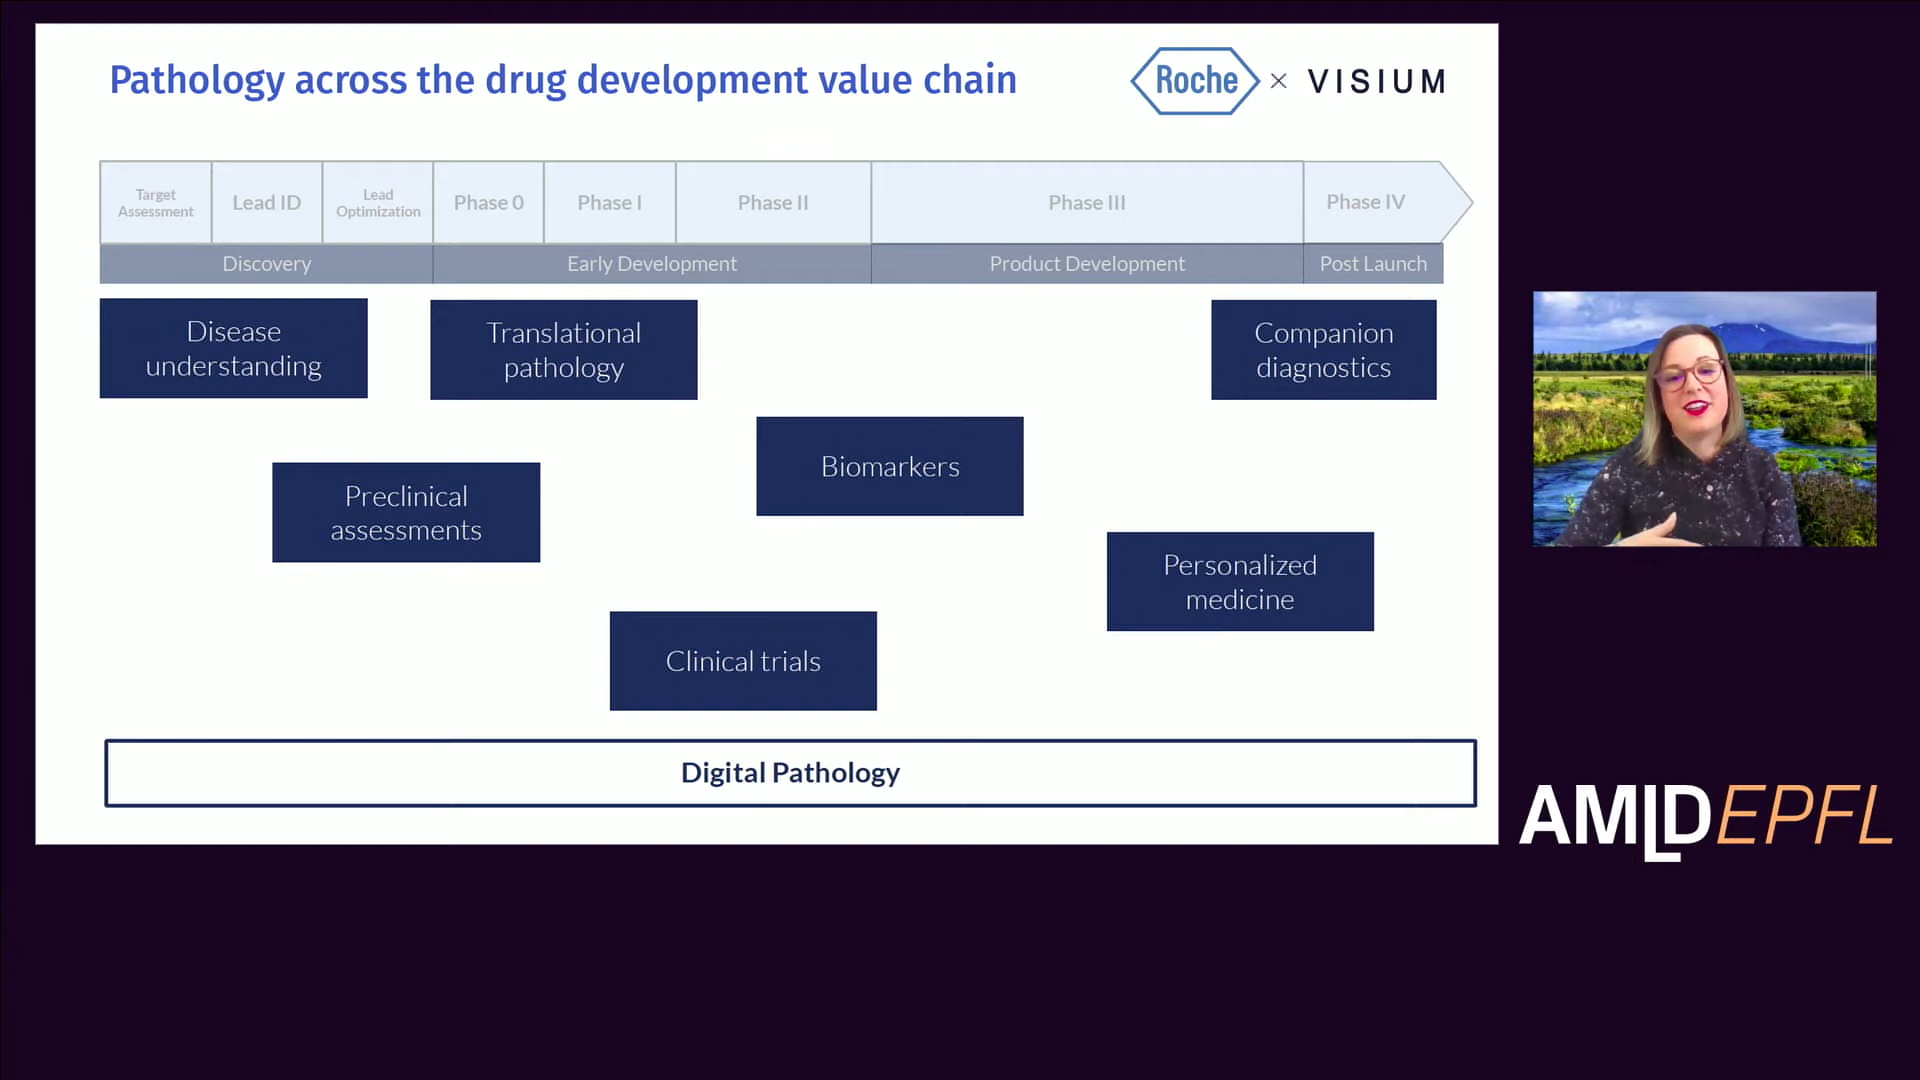 Pathology across the drug development value chain
Roche × VISIUM
Target
Assessment
Lead ID
Lead
Optimization
Phase 0
Phase I
Phase II
Phase III
Phase IV
Discovery
Early Development
Product Development
Post Launch
Disease
understanding
Translational
pathology
Companion
diagnostics
Biomarkers
Preclinical
assessments
Personalized
medicine
Clinical trials
Digital Pathology
AMLDEPFL